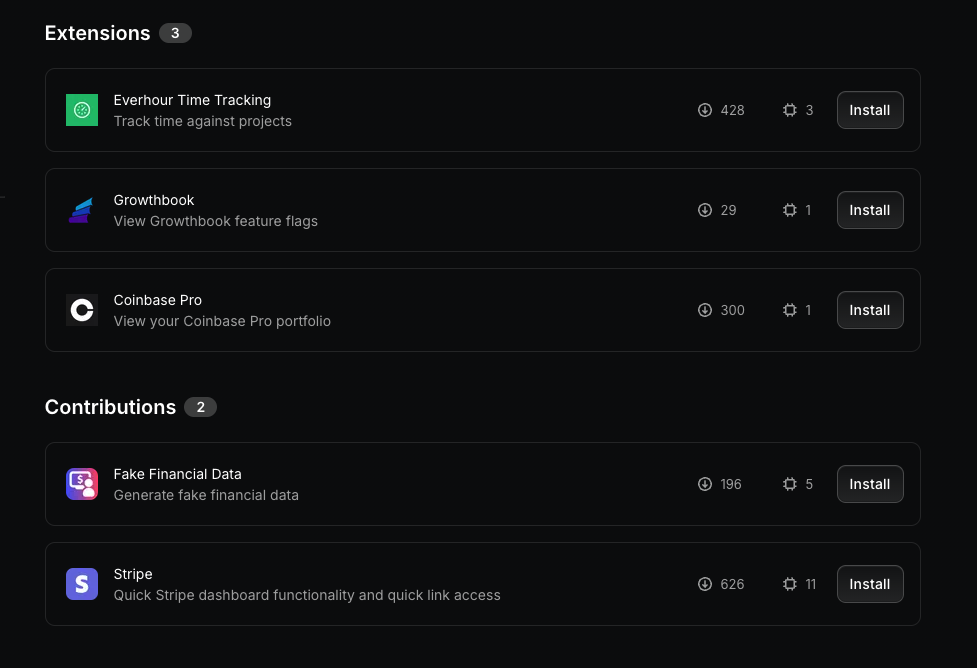 Extensions 3
Everhour Time Tracking
Track time against projects
428 3 Install
Growthbook
View Growthbook feature flags
29 1 Install
Coinbase Pro
View your Coinbase Pro portfolio
300 1 Install
Contributions 2
Fake Financial Data
Generate fake financial data
196 5 Install
S
Stripe
Quick Stripe dashboard functionality and quick link access
626 11 Install